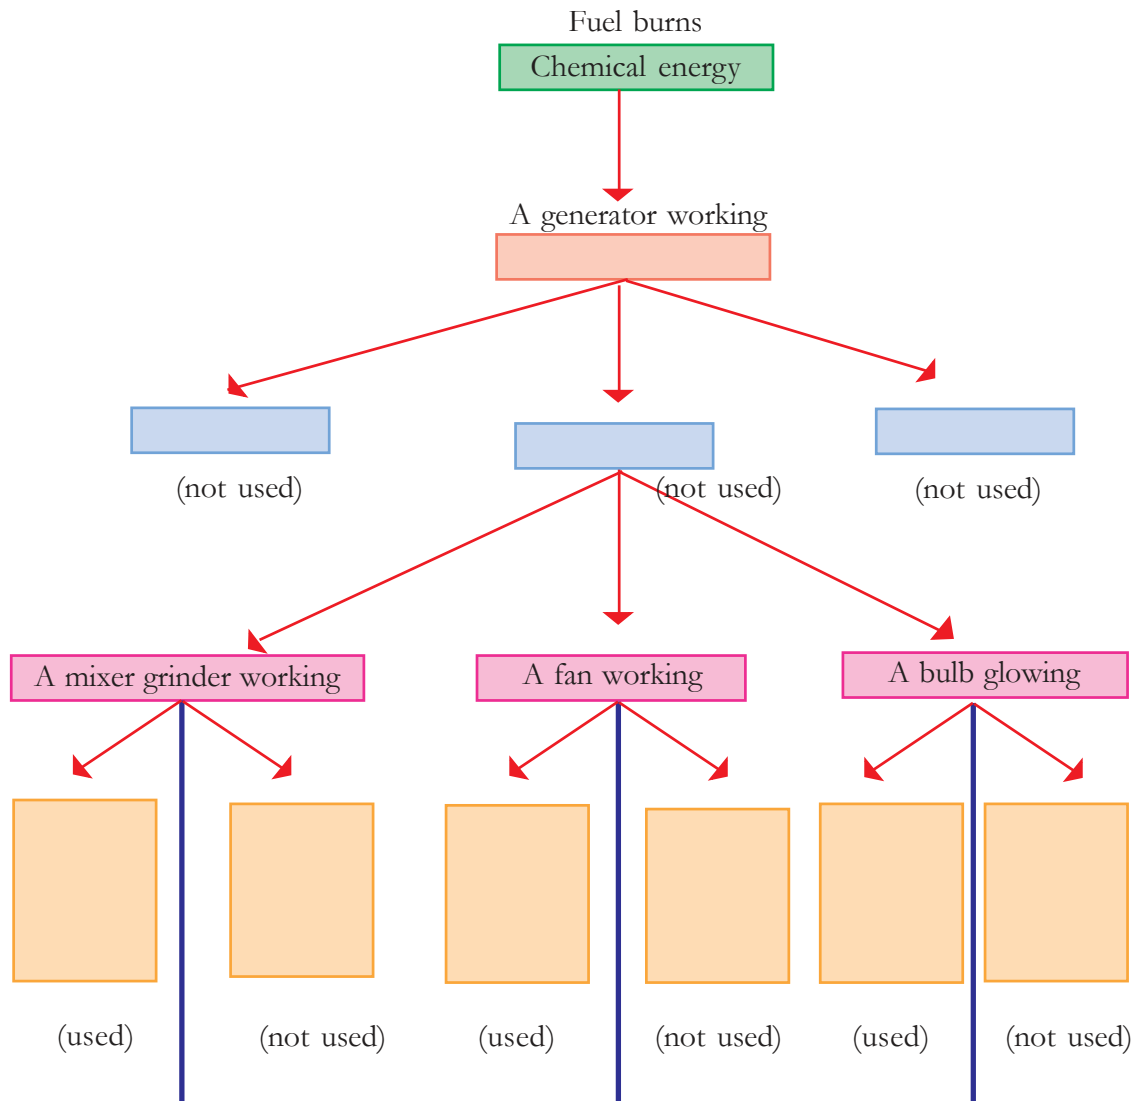 Fuel burns
Chemical energy
A generator working
(not used)
(not used)
(not used)
A mixer grinder working
A fan working
A bulb glowing
(used)
(not used)
(used)
(not used)
(used)
(not used)